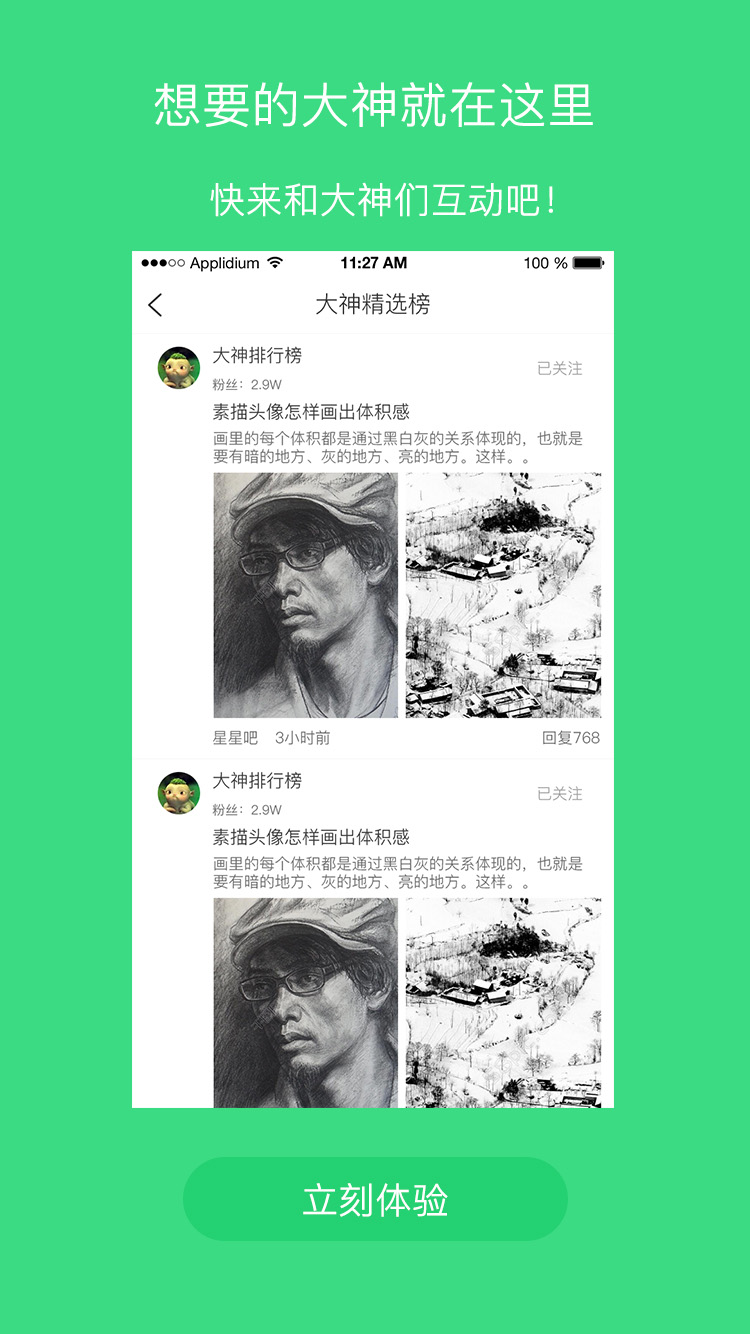 想要的大神就在这里
快来和大神们互动吧！
Applidium 11:27 AM 100 %
大神精选榜
大神排行榜
已关注
粉丝：2.9W
素描头像怎样画出体积感
画里的每个体积都是通过黑白灰的关系体现的，也就是
要有暗的地方、灰的地方、亮的地方。这样。。
星星吧 3小时前 回复768
大神排行榜
已关注
粉丝：2.9W
素描头像怎样画出体积感
画里的每个体积都是通过黑白灰的关系体现的，也就是
要有暗的地方、灰的地方、亮的地方。这样。。
立刻体验